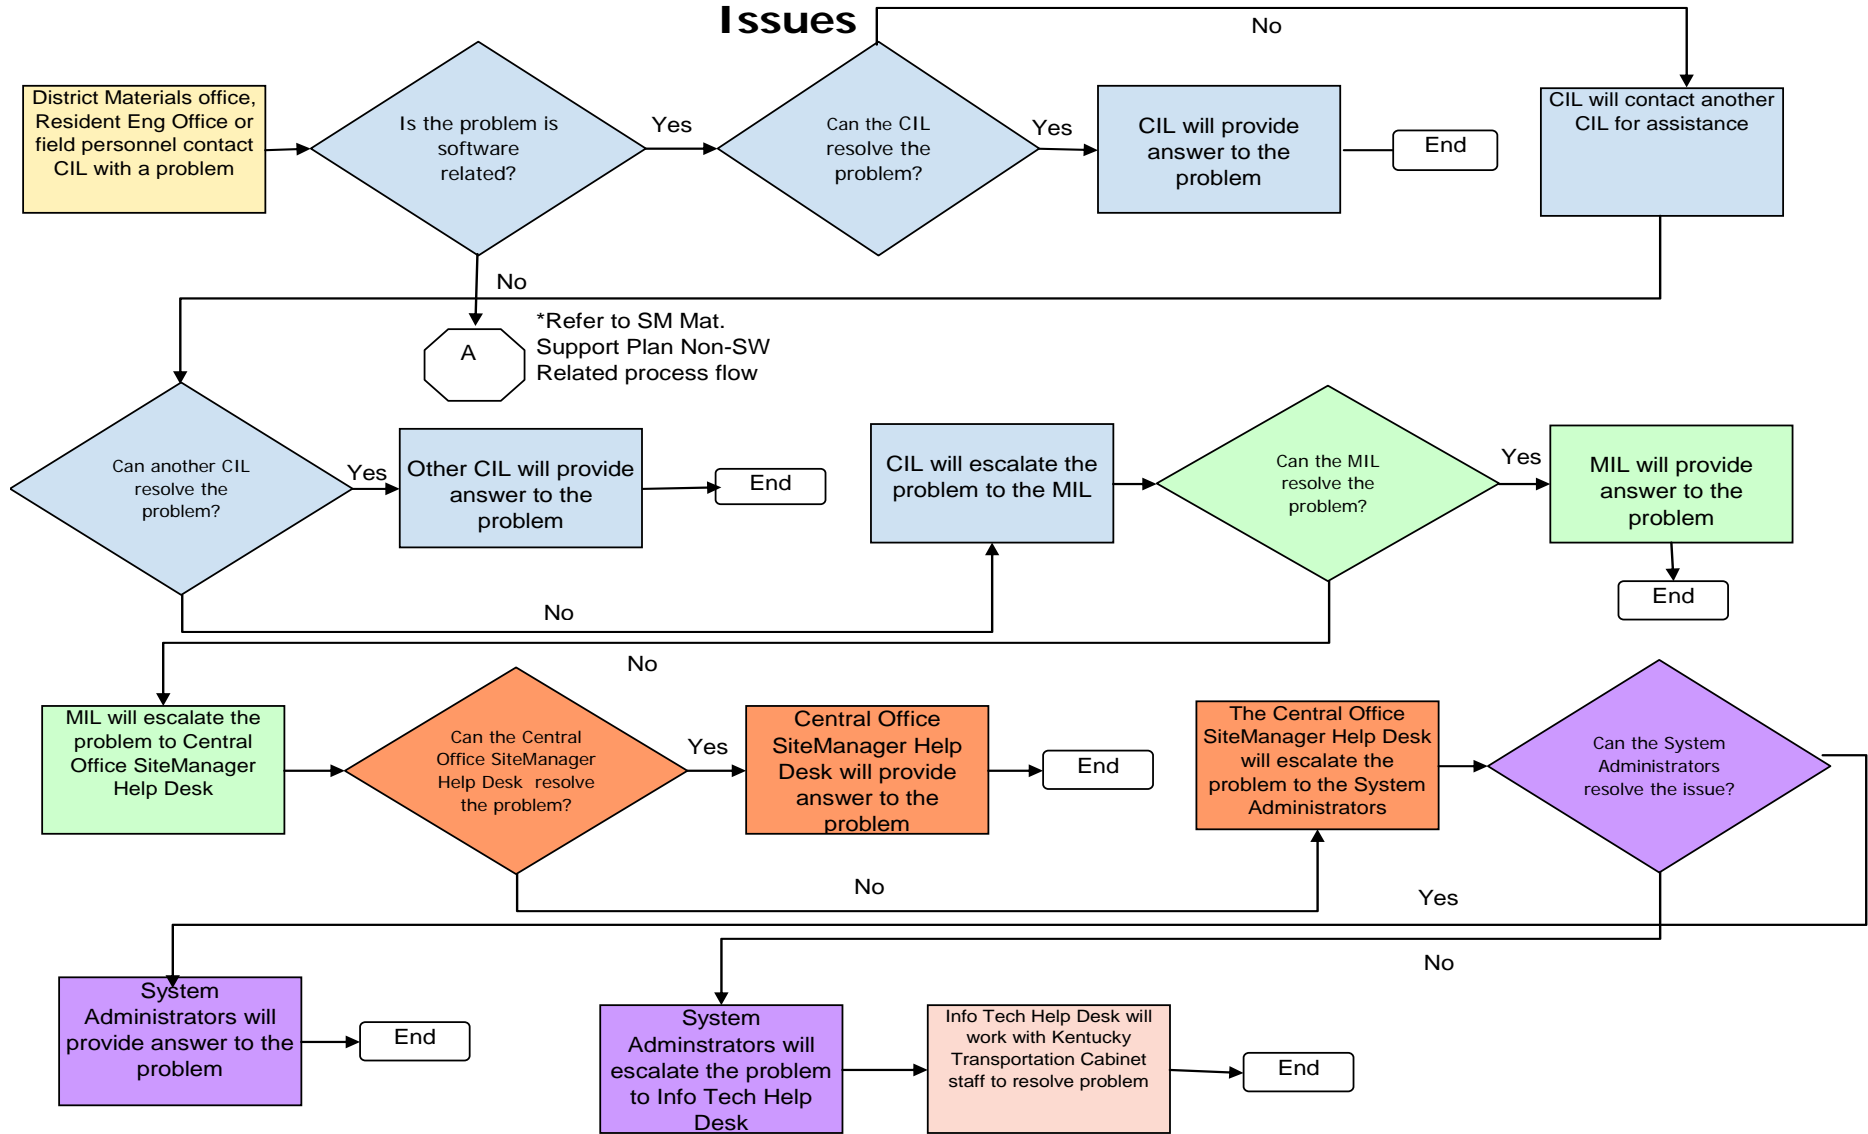 Issues
No
District Materials office,
Resident Eng Office or
field personnel contact
CIL with a problem
Is the problem is
software
related?
Yes
Can the CIL
resolve the
problem?
Yes
CIL will provide
answer to the
problem
End
CIL will contact another
CIL for assistance
No
A
*Refer to SM Mat.
Support Plan Non-SW
Related process flow
Can another CIL
resolve the
problem?
Yes
Other CIL will provide
answer to the
problem
End
CIL will escalate the
problem to the MIL
Can the MIL
resolve the
problem?
Yes
MIL will provide
answer to the
problem
End
No
No
MIL will escalate the
problem to Central
Office SiteManager
Help Desk
Can the Central
Office SiteManager
Help Desk resolve
the problem?
Yes
Central Office
SiteManager Help
Desk will provide
answer to the
problem
End
The Central Office
SiteManager Help Desk
will escalate the
problem to the System
Administrators
Can the System
Administrators
resolve the issue?
No
Yes
No
System
Administrators will
provide answer to the
problem
End
System
Adminstrators will
escalate the problem
to Info Tech Help
Desk
Info Tech Help Desk will
work with Kentucky
Transportation Cabinet
staff to resolve problem
End